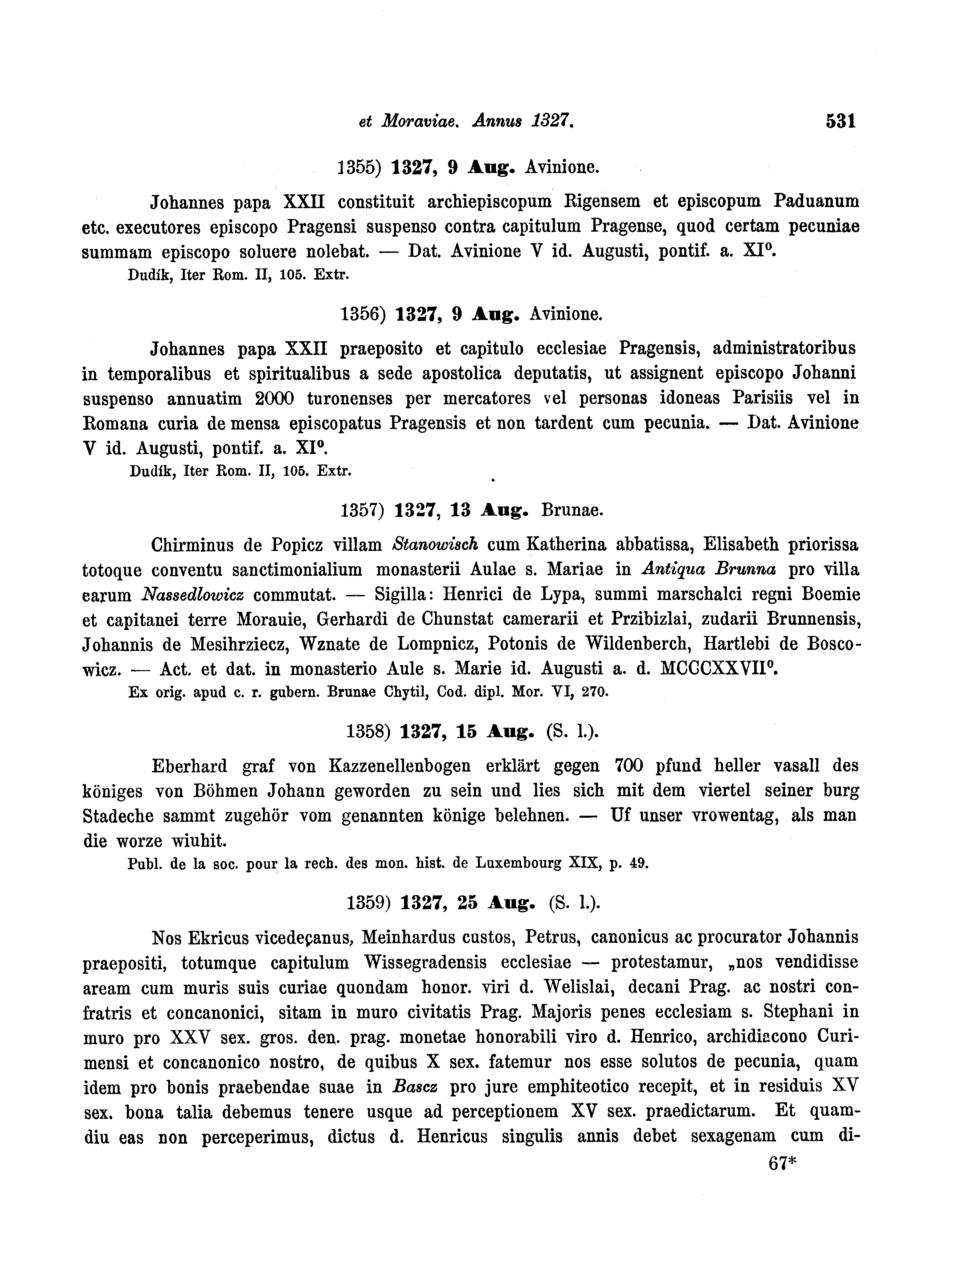 et Moraviae. Annus 1327. 531
1355) 1327, 9 Aug. Avinione.
Johannes papa XXII constituit archiepiscopum Rigensem et episcopum Paduanum
etc. executores episcopo Pragensi suspenso contra capitulum Pragense, quod certam pecuniae
summam episcopo soluere nolebat. — Dat. Avinione V id. Augusti, pontif. a. XI⁰.
Dudík, Iter Rom. II, 105. Extr.
1356) 1327, 9 Aug. Avinione.
Johannes papa XXII praeposito et capitulo ecclesiae Pragensis, administratoribus
in temporalibus et spiritualibus a sede apostolica deputatis, ut assignent episcopo Johanni
suspenso annuatim 2000 turonenses per mercatores vel personas idoneas Parisiis vel in
Romana curia de mensa episcopatus Pragensis et non tardent cum pecunia. — Dat. Avinione
V id. Augusti, pontif. a. XI⁰.
Dudík, Iter Rom. II, 105. Extr.
1357) 1327, 13 Aug. Brunae.
Chirminus de Popicz villam Stanowisch cum Katherina abbatissa, Elisabeth priorissa
totoque conventu sanctimonialium monasterii Aulae s. Mariae in Antiqua Brunna pro villa
earum Nassedlowicz commutat. — Sigilla: Henrici de Lypa, summi marschalci regni Boemie
et capitanei terre Morauie, Gerhardi de Chunstat camerarii et Przibizlai, zudarii Brunnensis,
Johannis de Mesihrziecz, Wznate de Lompnicz, Potonis de Wildenberch, Hartlebi de Bosco-
wicz. — Act. et dat. in monasterio Aule s. Marie id. Augusti a. d. MCCCXXVII⁰.
Ex orig. apud c. r. gubern. Brunae Chytil, Cod. dipl. Mor. VI, 270.
1358) 1327, 15 Aug. (S. l.).
Eberhard graf von Kazzenellenbogen erklärt gegen 700 pfund heller vasall des
königes von Böhmen Johann geworden zu sein und lies sich mit dem viertel seiner burg
Stadeche sammt zugehör vom genannten könige belehnen. — Uf unser vrowentag, als man
die worze wiuhit.
Publ. de la soc. pour la rech. des mon. hist. de Luxembourg XIX, p. 49.
1359) 1327, 25 Aug. (S. l.).
Nos Ekricus vicedeçanus, Meinhardus custos, Petrus, canonicus ac procurator Johannis
praepositi, totumque capitulum Wissegradensis ecclesiae — protestamur, „nos vendidisse
aream cum muris suis curiae quondam honor. viri d. Welislai, decani Prag. ac nostri con-
fratris et concanonici, sitam in muro civitatis Prag. Majoris penes ecclesiam s. Stephani in
muro pro XXV sex. gros. den. prag. monetae honorabili viro d. Henrico, archidiacono Curi-
mensi et concanonico nostro, de quibus X sex. fatemur nos esse solutos de pecunia, quam
idem pro bonis praebendae suae in Bascz pro jure emphiteotico recepit, et in residuis XV
sex. bona talia debemus tenere usque ad perceptionem XV sex. praedictarum. Et quam-
diu eas non perceperimus, dictus d. Henricus singulis annis debet sexagenam cum di-
67*